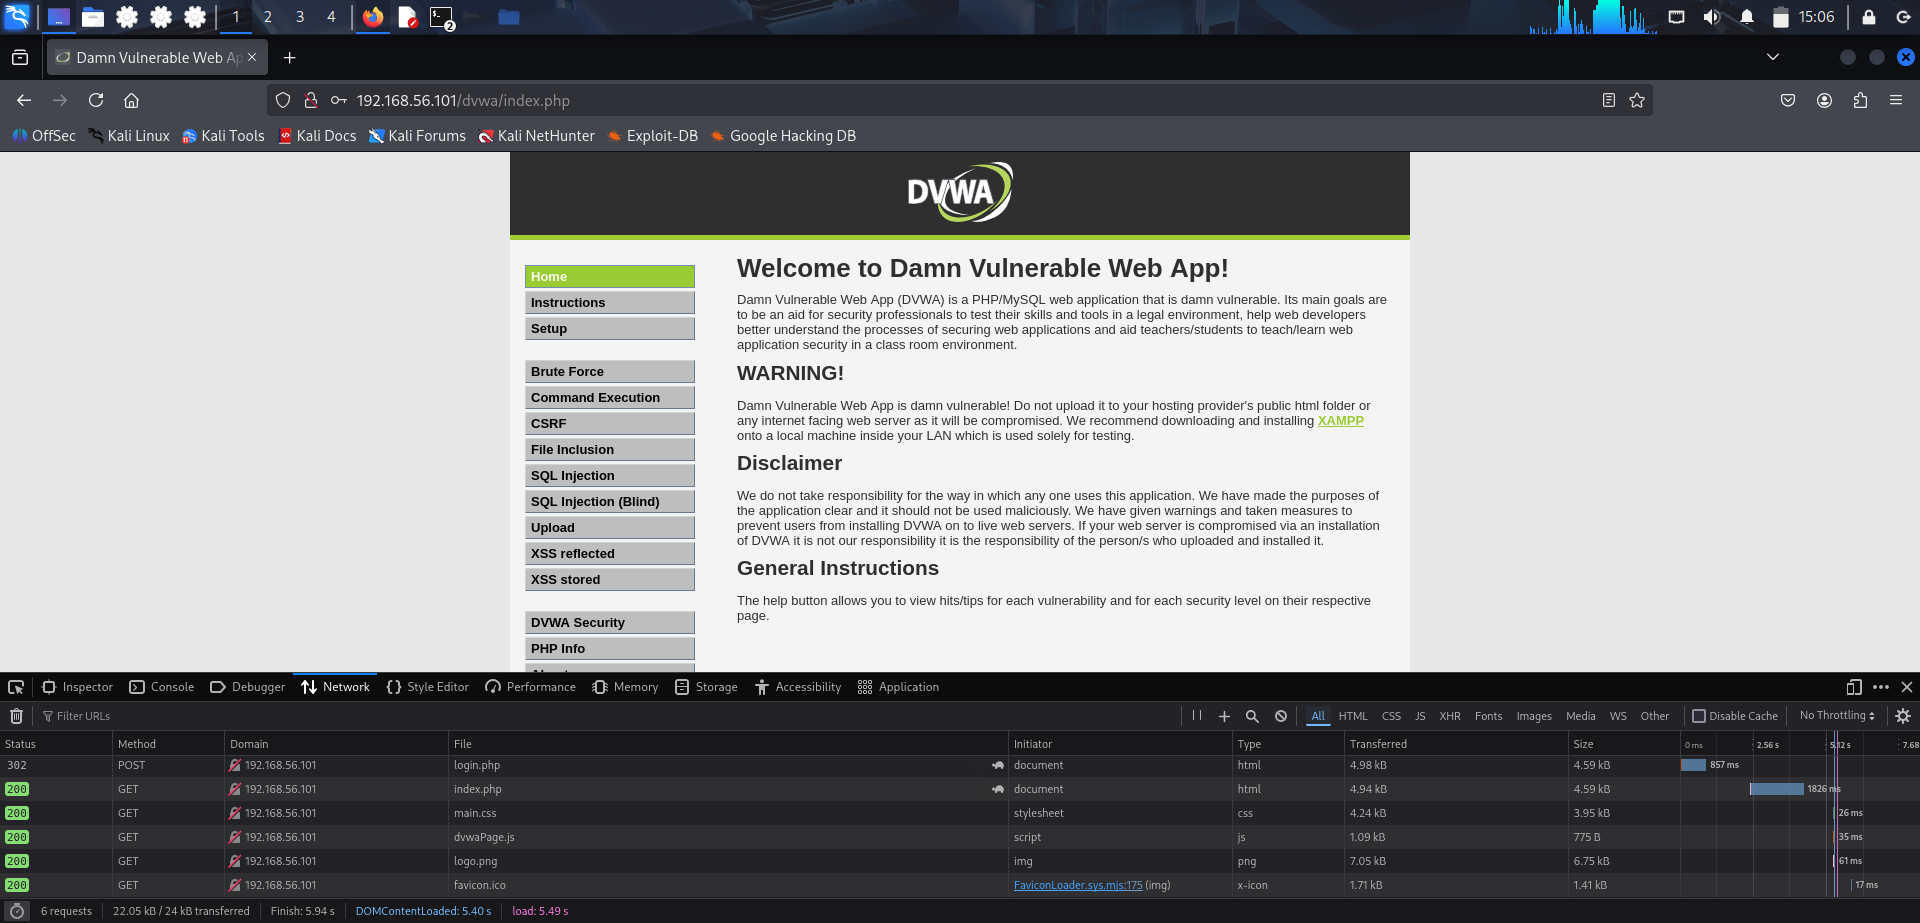 1 2 3 4
2
15:06
Damn Vulnerable Web Ap
192.168.56.101/dvwa/index.php
OffSec Kali Linux Kali Tools Kali Docs Kali Forums Kali NetHunter Exploit-DB Google Hacking DB
DVWA
Home
Instructions
Setup
Brute Force
Command Execution
CSRF
File Inclusion
SQL Injection
SQL Injection (Blind)
Upload
XSS reflected
XSS stored
DVWA Security
PHP Info
Welcome to Damn Vulnerable Web App!
Damn Vulnerable Web App (DVWA) is a PHP/MySQL web application that is damn vulnerable. Its main goals are
to be an aid for security professionals to test their skills and tools in a legal environment, help web developers
better understand the processes of securing web applications and aid teachers/students to teach/learn web
application security in a class room environment.
WARNING!
Damn Vulnerable Web App is damn vulnerable! Do not upload it to your hosting provider's public html folder or
any internet facing web server as it will be compromised. We recommend downloading and installing XAMPP
onto a local machine inside your LAN which is used solely for testing.
Disclaimer
We do not take responsibility for the way in which any one uses this application. We have made the purposes of
the application clear and it should not be used maliciously. We have given warnings and taken measures to
prevent users from installing DVWA on to live web servers. If your web server is compromised via an installation
of DVWA it is not our responsibility it is the responsibility of the person/s who uploaded and installed it.
General Instructions
The help button allows you to view hits/tips for each vulnerability and for each security level on their respective
page.
Inspector Console Debugger Network Style Editor Performance Memory Storage Accessibility Application
Filter URLs All HTML CSS JS XHR Fonts Images Media WS Other Disable Cache No Throttling
Status Method Domain File Initiator Type Transferred Size 0 ms 2.56 s 5.12 s 7.68
302 POST 192.168.56.101 login.php document html 4.98 kB 4.59 kB 857 ms
200 GET 192.168.56.101 index.php document html 4.94 kB 4.59 kB 1826 ms
200 GET 192.168.56.101 main.css stylesheet css 4.24 kB 3.95 kB 26 ms
200 GET 192.168.56.101 dvwaPage.js script js 1.09 kB 775 B 35 ms
200 GET 192.168.56.101 logo.png img png 7.05 kB 6.75 kB 61 ms
200 GET 192.168.56.101 favicon.ico FaviconLoader.sys.mjs:175 (img) x-icon 1.71 kB 1.41 kB 17 ms
6 requests 22.05 kB / 24 kB transferred Finish: 5.94 s DOMContentLoaded: 5.40 s load: 5.49 s